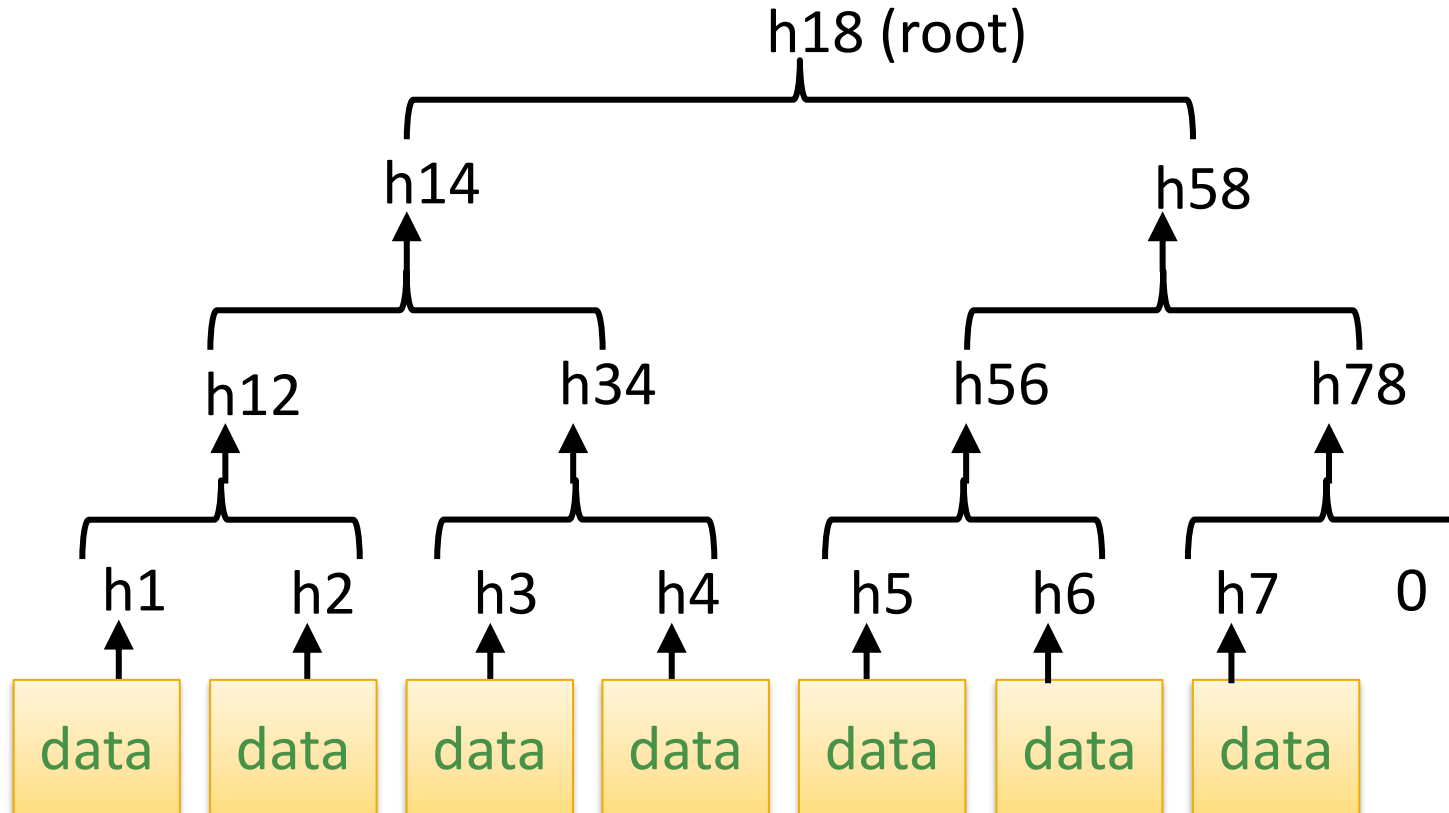 h18 (root)
h14 h58
h12 h34 h56 h78
h1 h2 h3 h4 h5 h6 h7 0
data data data data data data data